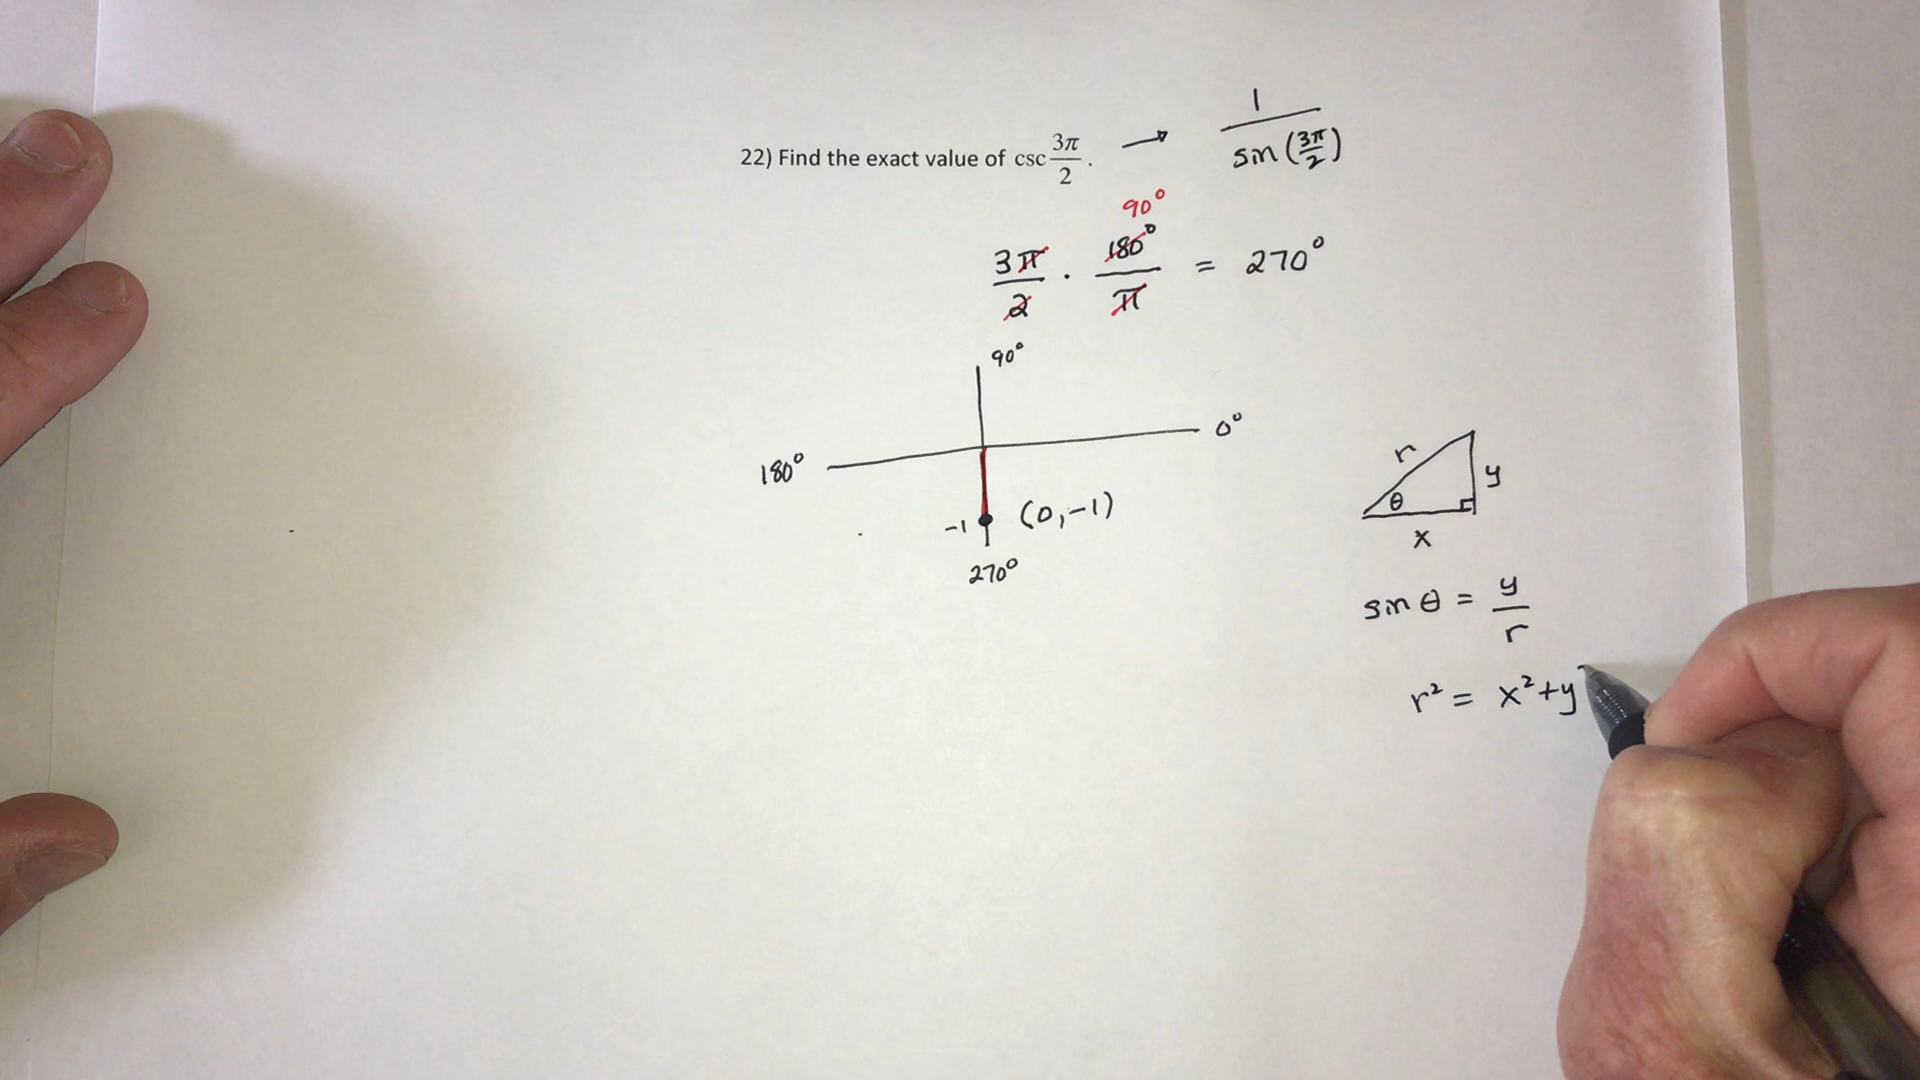 22) Find the exact value of csc 3π/2 . → 1/sin(3π/2)
90°
3π/2 · 180°/π = 270°
90°
180° 0°
-1 (0,-1)
270°
r y
θ
x
sin θ = y/r
r² = x²+y